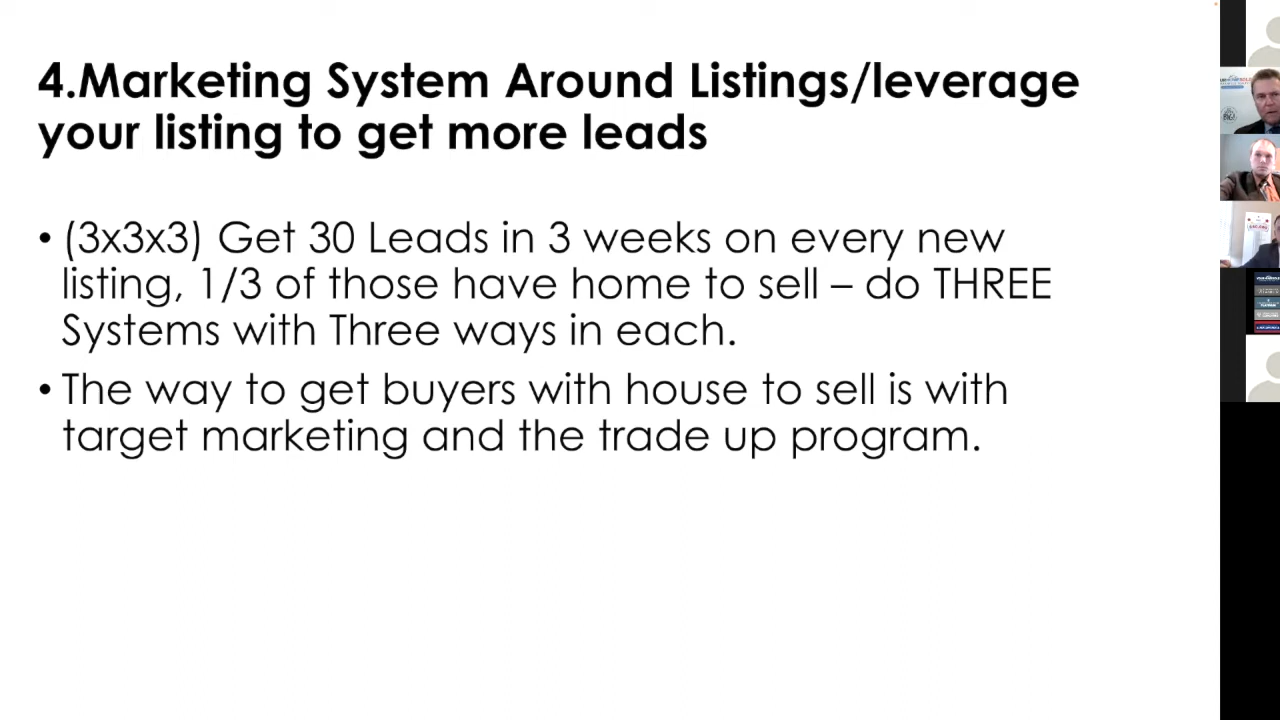 4.Marketing System Around Listings/leverage
your listing to get more leads
• (3x3x3) Get 30 Leads in 3 weeks on every new
listing, 1/3 of those have home to sell – do THREE
Systems with Three ways in each.
• The way to get buyers with house to sell is with
target marketing and the trade up program.